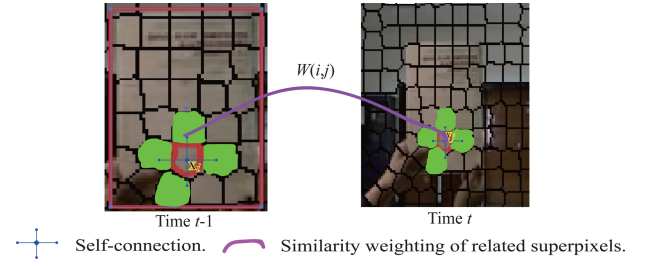 W(i,j)
Time t-1
Time t
Self-connection.
Similarity weighting of related superpixels.